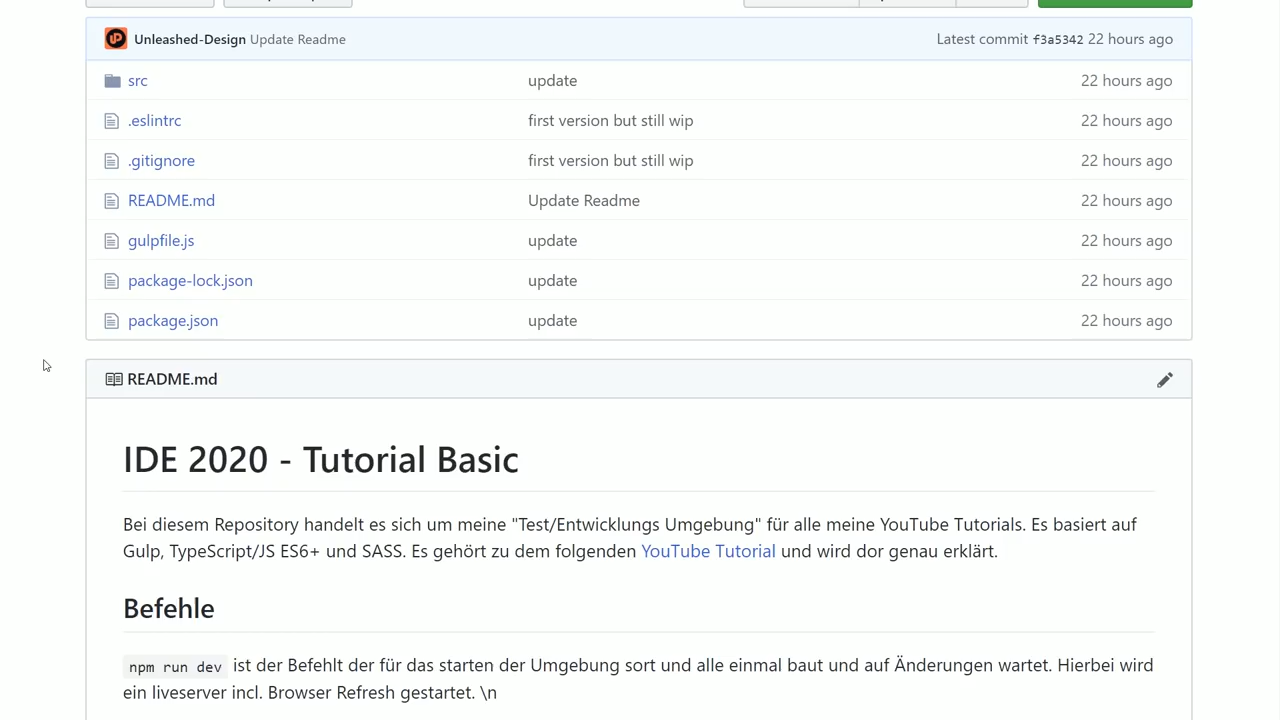 Unleashed-Design Update Readme Latest commit f3a5342 22 hours ago
src update 22 hours ago
.eslintrc first version but still wip 22 hours ago
.gitignore first version but still wip 22 hours ago
README.md Update Readme 22 hours ago
gulpfile.js update 22 hours ago
package-lock.json update 22 hours ago
package.json update 22 hours ago
README.md
IDE 2020 - Tutorial Basic
Bei diesem Repository handelt es sich um meine "Test/Entwicklungs Umgebung" für alle meine YouTube Tutorials. Es basiert auf
Gulp, TypeScript/JS ES6+ und SASS. Es gehört zu dem folgenden YouTube Tutorial und wird dor genau erklärt.
Befehle
npm run dev ist der Befehlt der für das starten der Umgebung sort und alle einmal baut und auf Änderungen wartet. Hierbei wird
ein liveserver incl. Browser Refresh gestartet. \n